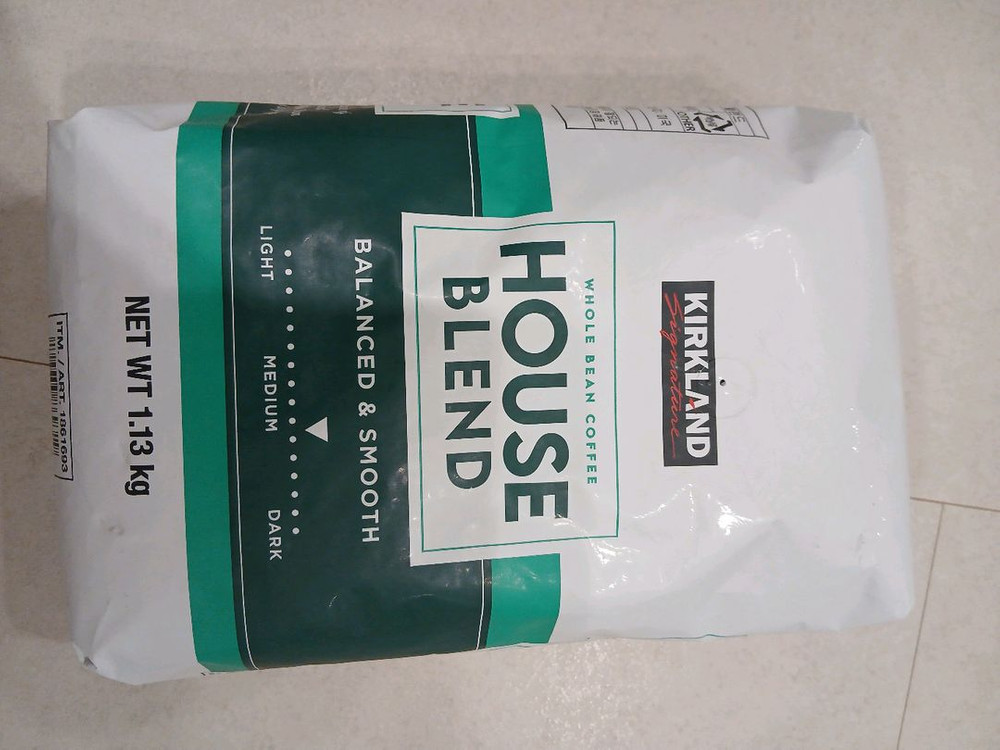 KIRKLAND
Signature
WHOLE BEAN COFFEE
HOUSE
BLEND
BALANCED & SMOOTH
LIGHT MEDIUM DARK
NET WT 1.13 kg
ITM. / ART. 1861693
OTHER